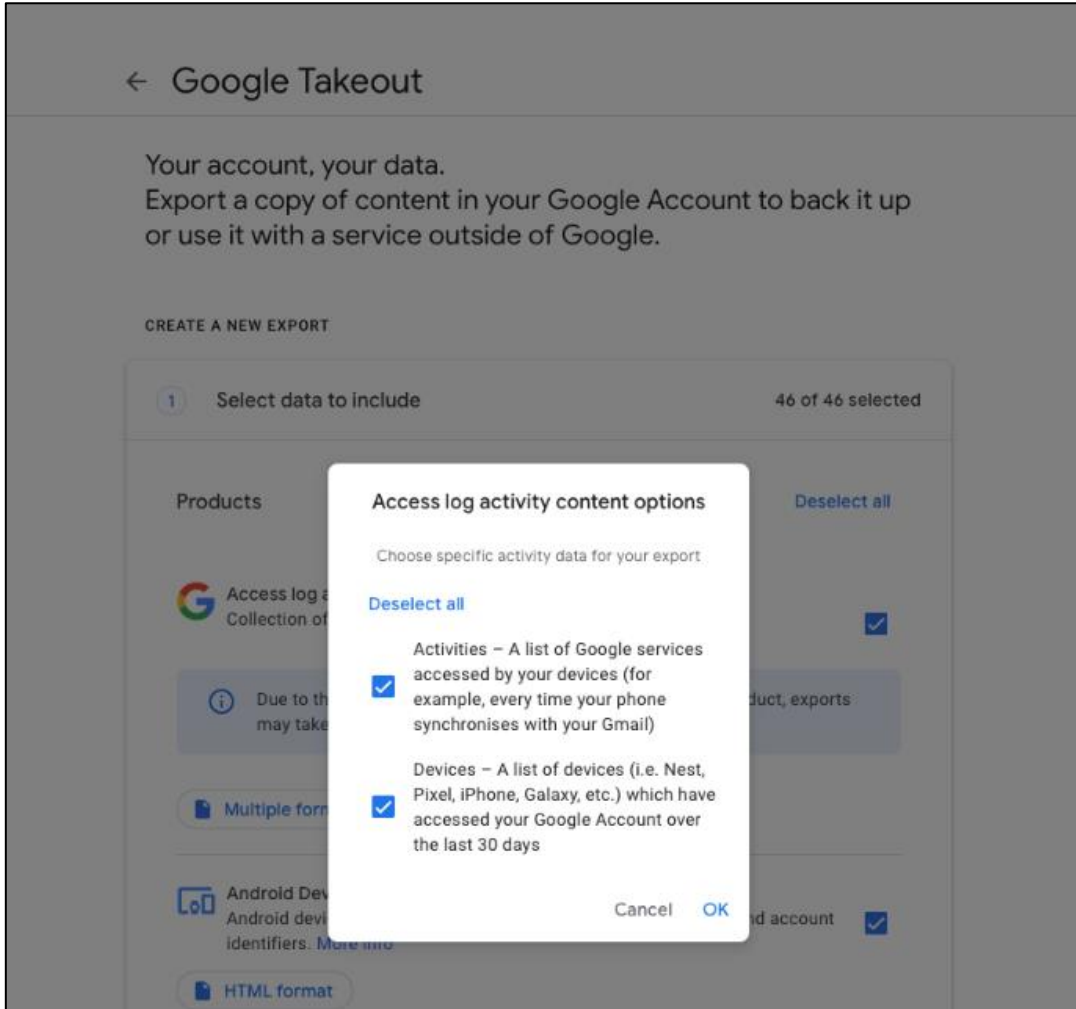 Google Takeout
Your account, your data.
Export a copy of content in your Google Account to back it up
or use it with a service outside of Google.
CREATE A NEW EXPORT
1 Select data to include 46 of 46 selected
Products Deselect all
Access log
Collection of
Due to
may take
duct, exports
Multiple
Access log activity content options
Choose specific activity data for your export
Deselect all
Activities – A list of Google services
accessed by your devices (for
example, every time your phone
synchronises with your Gmail)
Devices – A list of devices (i.e. Nest,
Pixel, iPhone, Galaxy, etc.) which have
accessed your Google Account over
the last 30 days
Cancel OK
Android
Android
account
identifiers. More info
HTML format